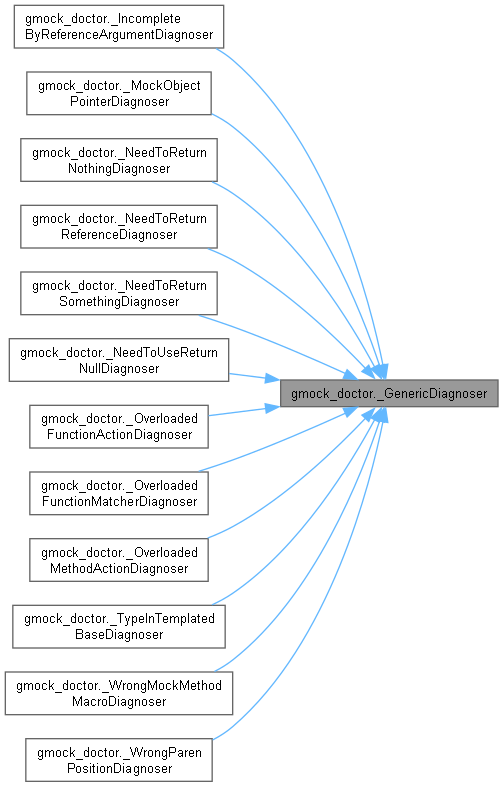 gmock_doctor._Incomplete
ByReferenceArgumentDiagnoser
gmock_doctor._MockObject
PointerDiagnoser
gmock_doctor._NeedToReturn
NothingDiagnoser
gmock_doctor._NeedToReturn
ReferenceDiagnoser
gmock_doctor._NeedToReturn
SomethingDiagnoser
gmock_doctor._NeedToUseReturn
NullDiagnoser
gmock_doctor._GenericDiagnoser
gmock_doctor._Overloaded
FunctionActionDiagnoser
gmock_doctor._Overloaded
FunctionMatcherDiagnoser
gmock_doctor._Overloaded
MethodActionDiagnoser
gmock_doctor._TypeInTemplated
BaseDiagnoser
gmock_doctor._WrongMockMethod
MacroDiagnoser
gmock_doctor._WrongParen
PositionDiagnoser